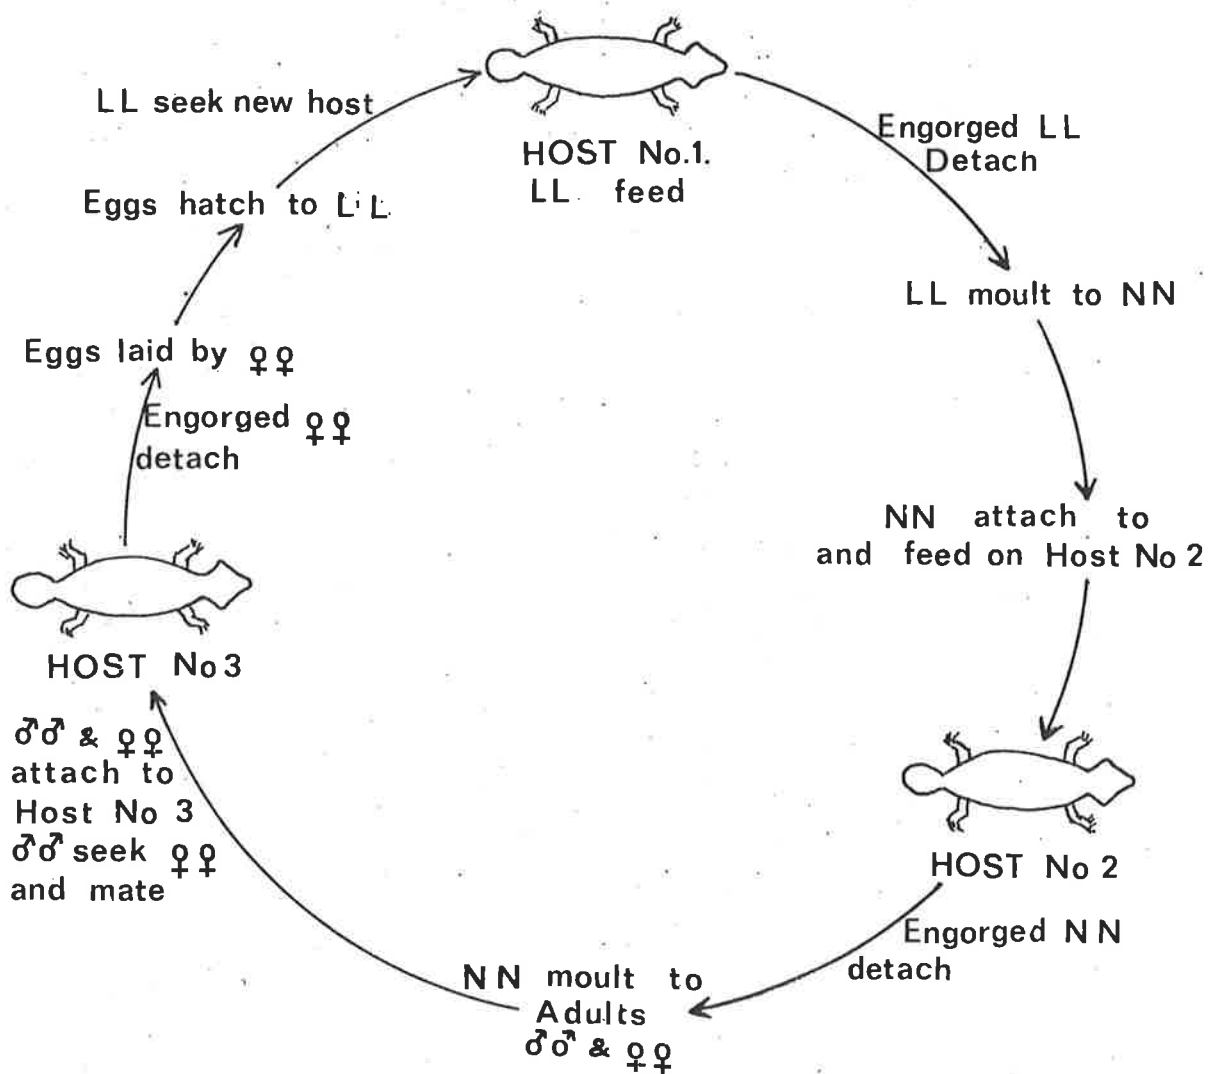 HOST No.1.
LL feed
Engorged LL
Detach
LL moult to NN
NN attach to
and feed on Host No 2
HOST No 2
Engorged NN
detach
NN moult to
Adults
♂♂ & ♀♀
♂♂ & ♀♀
attach to
Host No 3
♂♂ seek ♀♀
and mate
HOST No 3
Engorged ♀♀
detach
Eggs laid by ♀♀
Eggs hatch to LL
LL seek new host